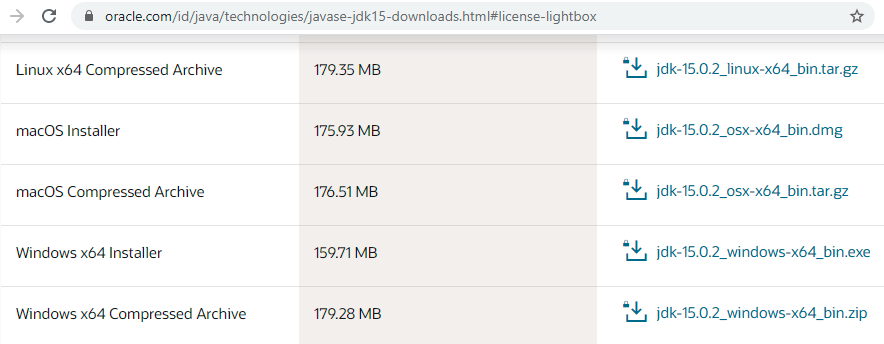 oracle.com/id/java/technologies/javase-jdk15-downloads.html#license-lightbox
Linux x64 Compressed Archive 179.35 MB jdk-15.0.2_linux-x64_bin.tar.gz
macOS Installer 175.93 MB jdk-15.0.2_osx-x64_bin.dmg
macOS Compressed Archive 176.51 MB jdk-15.0.2_osx-x64_bin.tar.gz
Windows x64 Installer 159.71 MB jdk-15.0.2_windows-x64_bin.exe
Windows x64 Compressed Archive 179.28 MB jdk-15.0.2_windows-x64_bin.zip